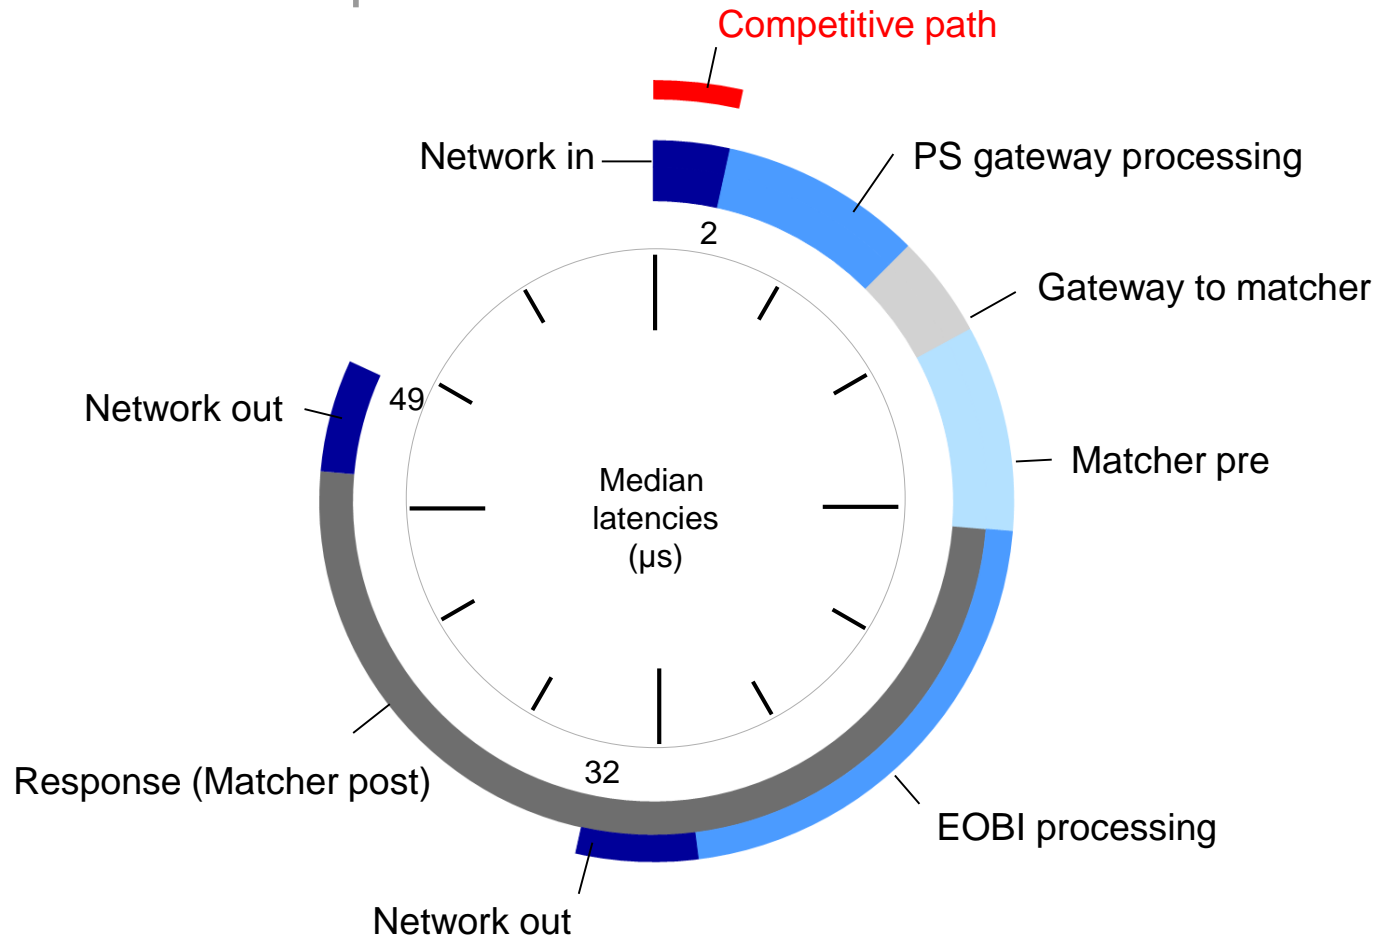 Competitive path
Network in
PS gateway processing
2
Gateway to matcher
49
Network out
Matcher pre
Median
latencies
(µs)
32
Response (Matcher post)
EOBI processing
Network out